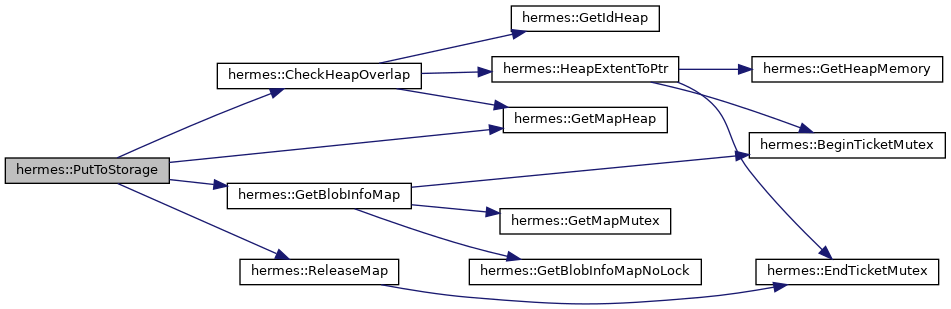 hermes::GetIdHeap
hermes::CheckHeapOverlap
hermes::HeapExtentToPtr
hermes::GetHeapMemory
hermes::GetMapHeap
hermes::BeginTicketMutex
hermes::PutToStorage
hermes::GetBlobInfoMap
hermes::GetMapMutex
hermes::ReleaseMap
hermes::GetBlobInfoMapNoLock
hermes::EndTicketMutex